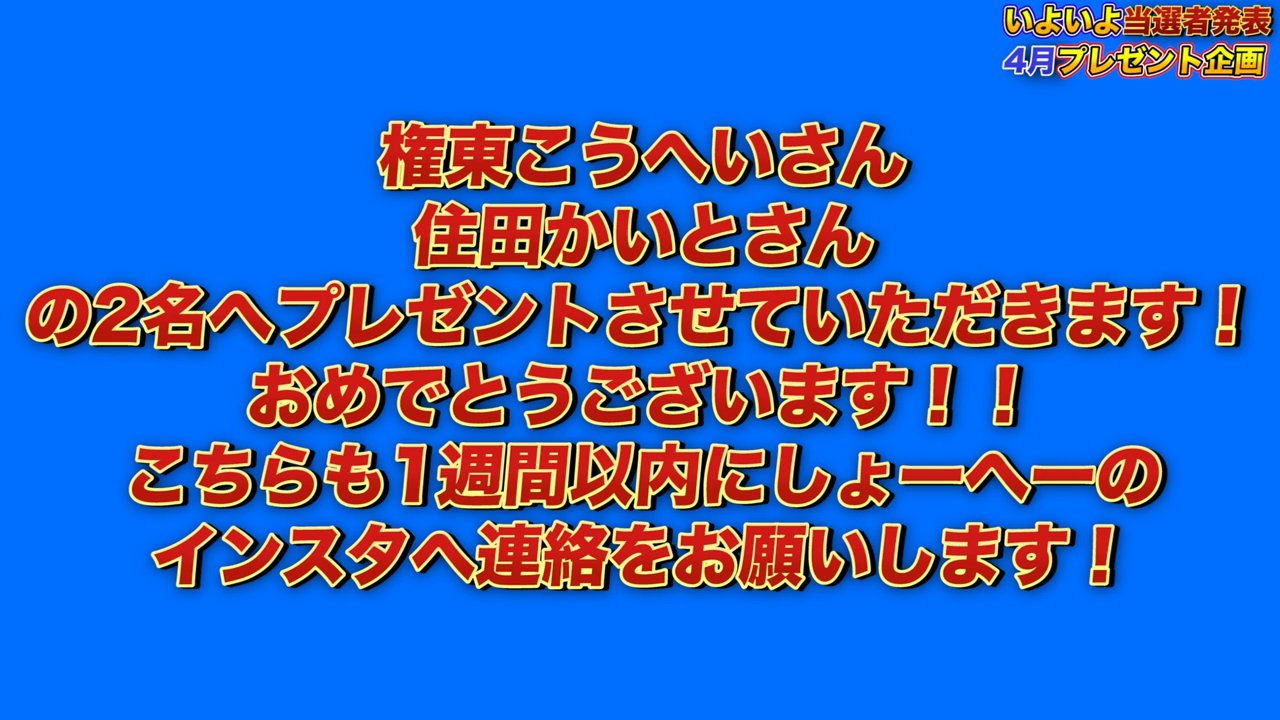 いよいよ当選者発表
4月プレゼント企画
権東こうへいさん
住田かいとさん
の2名へプレゼントさせていただきます！
おめでとうございます！！
こちらも1週間以内にしょーへーの
インスタへ連絡をお願いします！